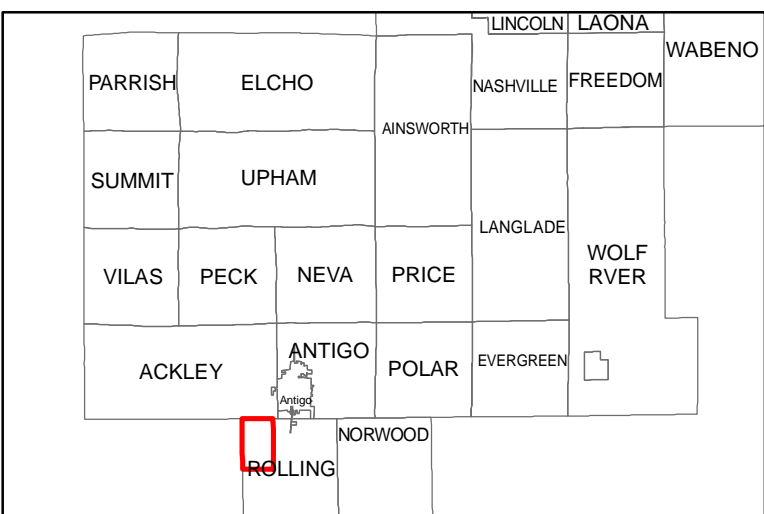 LINCOLN LAONA
WABENO
PARRISH ELCHO NASHVILLE FREEDOM
AINSWORTH
SUMMIT UPHAM
LANGLADE
WOLF
RVER
VILAS PECK NEVA PRICE
ANTIGO
ACKLEY POLAR EVERGREEN
Antigo
NORWOOD
ROLLING